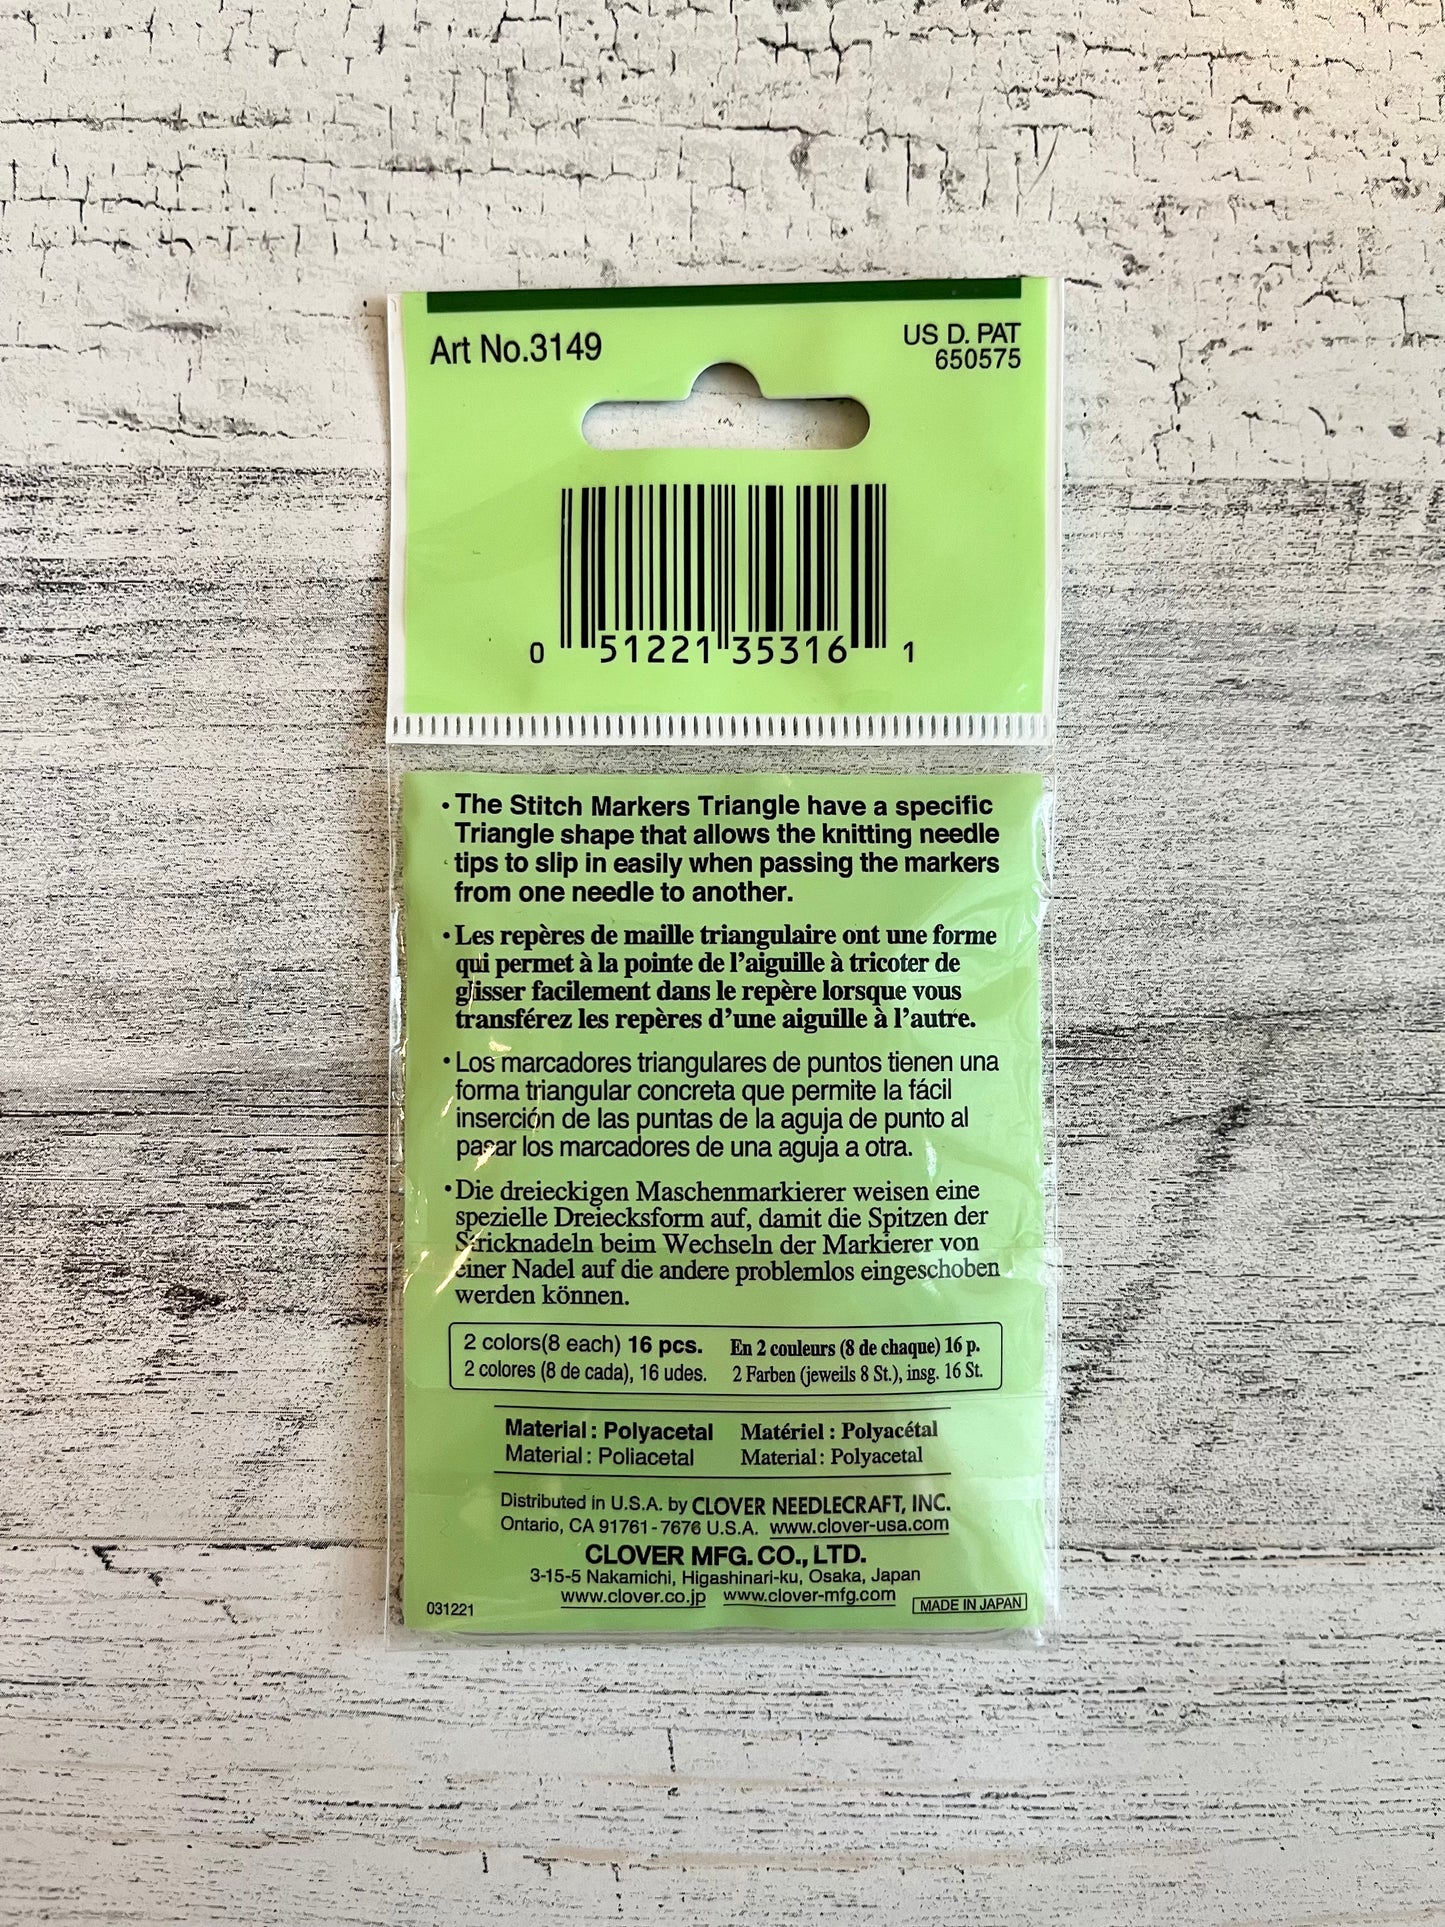 Art No.3149
US D. PAT
650575
0 51221 35316 1
• The Stitch Markers Triangle have a specific
Triangle shape that allows the knitting needle
tips to slip in easily when passing the markers
from one needle to another.
• Les repères de maille triangulaire ont une forme
qui permet à la pointe de l'aiguille à tricoter de
glisser facilement dans le repère lorsque vous
transférez les repères d'une aiguille à l'autre.
• Los marcadores triangulares de puntos tienen una
forma triangular concreta que permite la fácil
inserción de las puntas de la aguja de punto al
pasar los marcadores de una aguja a otra.
• Die dreieckigen Maschenmarkierer weisen eine
spezielle Dreiecksform auf, damit die Spitzen der
Stricknadeln beim Wechseln der Markierer von
einer Nadel auf die andere problemlos eingeschoben
werden können.
2 colors(8 each) 16 pcs. En 2 couleurs (8 de chaque) 16 p.
2 colores (8 de cada), 16 udes. 2 Farben (jeweils 8 St.), insg. 16 St.
Material : Polyacetal Matériel : Polyacétal
Material : Poliacetal Material : Polyacetal
Distributed in U.S.A. by CLOVER NEEDLECRAFT, INC.
Ontario, CA 91761-7676 U.S.A. www.clover-usa.com
CLOVER MFG. CO., LTD.
3-15-5 Nakamichi, Higashinari-ku, Osaka, Japan
www.clover.co.jp www.clover-mfg.com
031221 MADE IN JAPAN